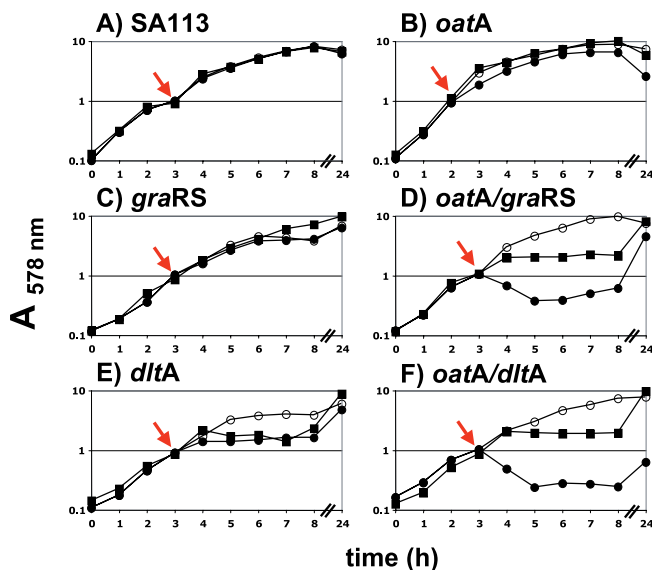 A) SA113
B) oatA
10
1
0.1
0 1 2 3 4 5 6 7 8 24
0 1 2 3 4 5 6 7 8 24
C) graRS
D) oatA/graRS
10
1
0.1
10
1
0.1
0 1 2 3 4 5 6 7 8 24
0 1 2 3 4 5 6 7 8 24
A 578 nm
E) dltA
F) oatA/dltA
10
1
0.1
10
1
0.1
0 1 2 3 4 5 6 7 8 24
0 1 2 3 4 5 6 7 8 24
time (h)